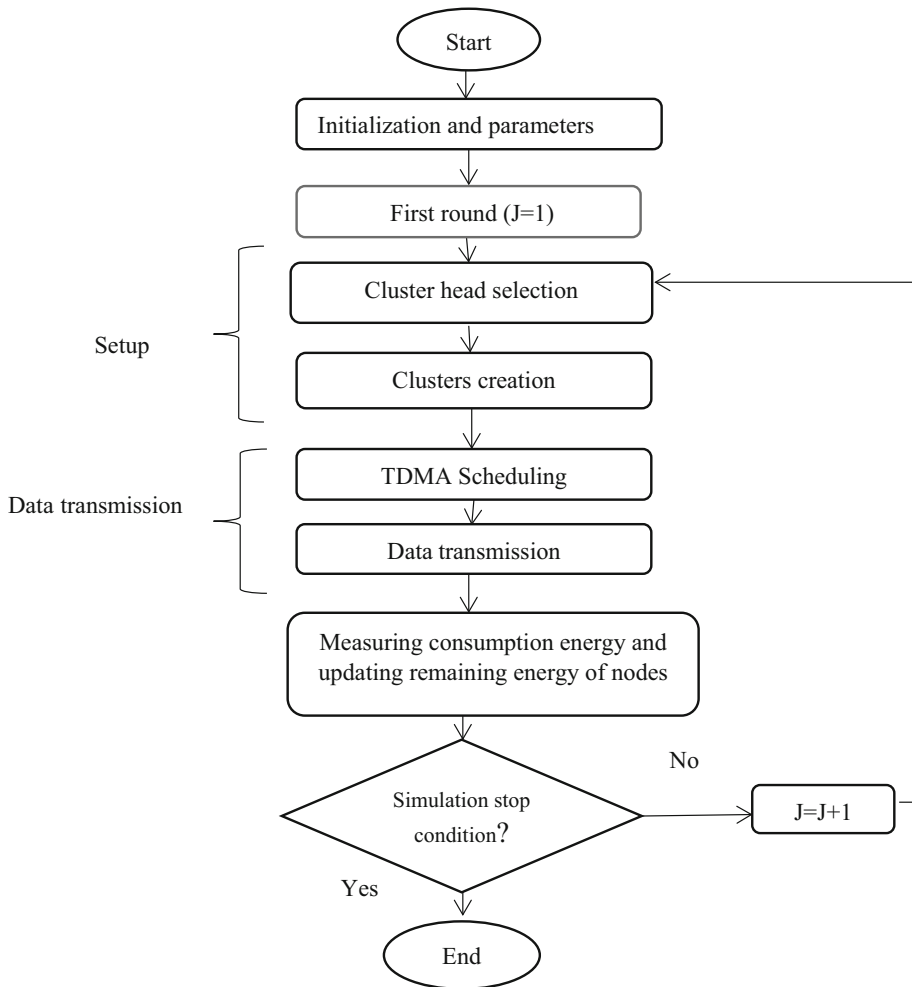 Start
Initialization and parameters
First round (J=1)
Cluster head selection
Setup
Clusters creation
TDMA Scheduling
Data transmission
Data transmission
Measuring consumption energy and
updating remaining energy of nodes
No
Simulation stop
condition?
J=J+1
Yes
End